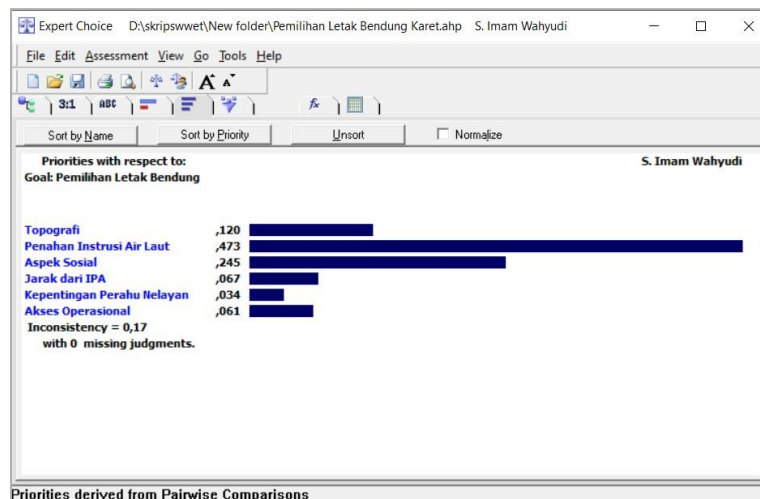 Expert Choice D:\skripswwet\New folder\Pemilihan Letak Bendung Karet.ahp S. Imam Wahyudi
File Edit Assessment View Go Tools Help
A A
3:1 ABC fx
Sort by Name Sort by Priority Unsort Normalize
Priorities with respect to: S. Imam Wahyudi
Goal: Pemilihan Letak Bendung
Topografi ,120
Penahan Instrusi Air Laut ,473
Aspek Sosial ,245
Jarak dari IPA ,067
Kepentingan Perahu Nelayan ,034
Akses Operasional ,061
Inconsistency = 0,17
with 0 missing judgments.
Priorities derived from Pairwise Comparisons